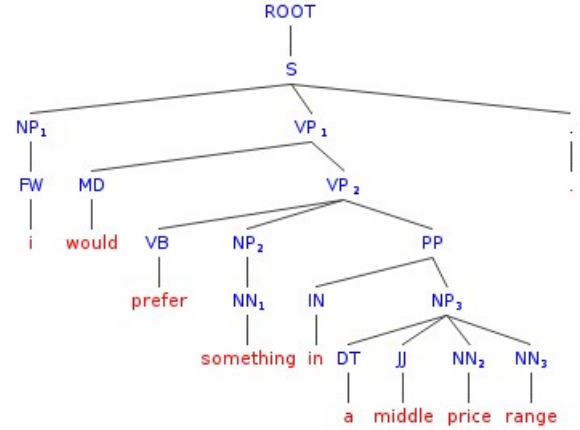 ROOT
S
NP₁ VP₁ .
FW MD VP₂ .
i would VB NP₂ PP
prefer NN₁ IN NP₃
something in DT JJ NN₂ NN₃
a middle price range